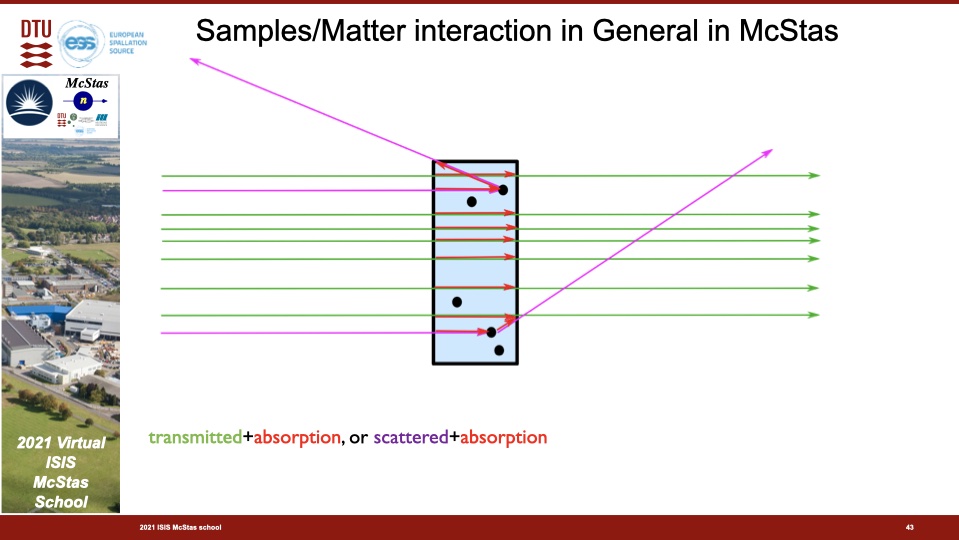 DTU
ess
EUROPEAN
SPALLATION
SOURCE
Samples/Matter interaction in General in McStas
McStas
n
transmitted+absorption, or scattered+absorption
2021 Virtual
ISIS
McStas
School
2021 ISIS McStas school
43